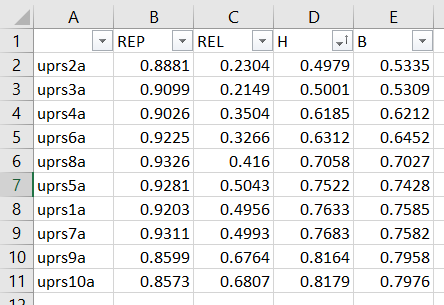 A B C D E
1 REP REL H B
2 uprs2a 0.8881 0.2304 0.4979 0.5335
3 uprs3a 0.9099 0.2149 0.5001 0.5309
4 uprs4a 0.9026 0.3504 0.6185 0.6212
5 uprs6a 0.9225 0.3266 0.6312 0.6452
6 uprs8a 0.9326 0.416 0.7058 0.7027
7 uprs5a 0.9281 0.5043 0.7522 0.7428
8 uprs1a 0.9203 0.4956 0.7633 0.7585
9 uprs7a 0.9311 0.4993 0.7683 0.7582
10 uprs9a 0.8599 0.6764 0.8164 0.7958
11 uprs10a 0.8573 0.6807 0.8179 0.7976